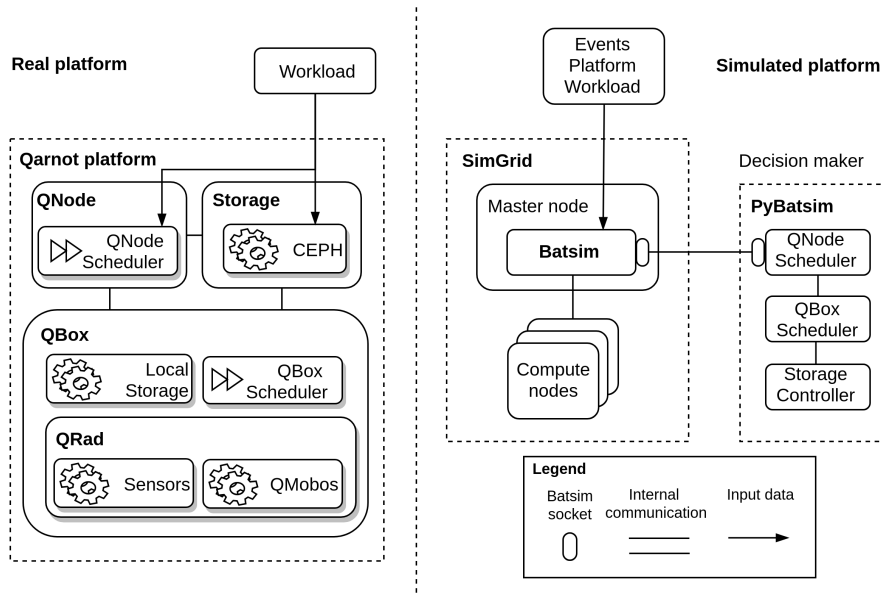 Real platform
Workload
Qarnot platform
QNode
QNode
Scheduler
Storage
CEPH
QBox
Local
Storage
QBox
Scheduler
QRad
Sensors
QMobos
Events
Platform
Workload
Simulated platform
SimGrid
Master node
Batsim
Compute
nodes
Decision maker
PyBatsim
QNode
Scheduler
QBox
Scheduler
Storage
Controller
Legend
Batsim
socket
Internal
communication
Input data